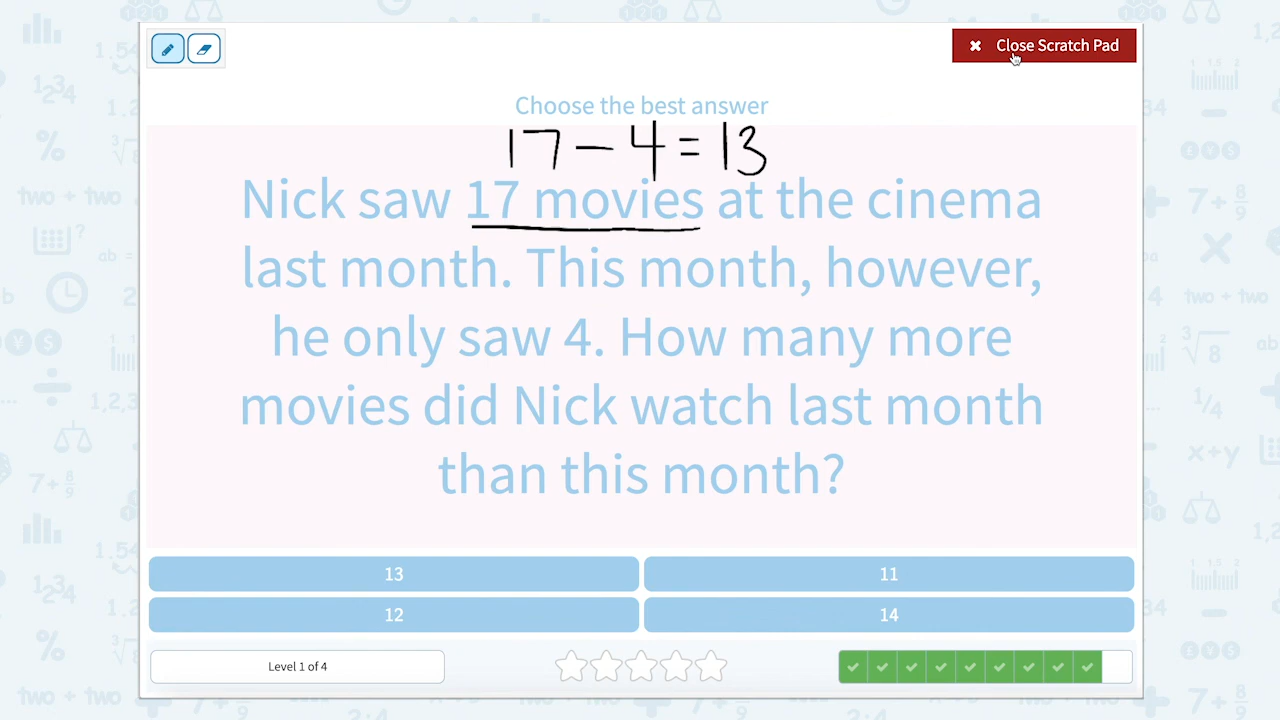 Close Scratch Pad
Choose the best answer
17 - 4 = 13
Nick saw 17 movies at the cinema
last month. This month, however,
he only saw 4. How many more
movies did Nick watch last month
than this month?
13
11
12
14
Level 1 of 4